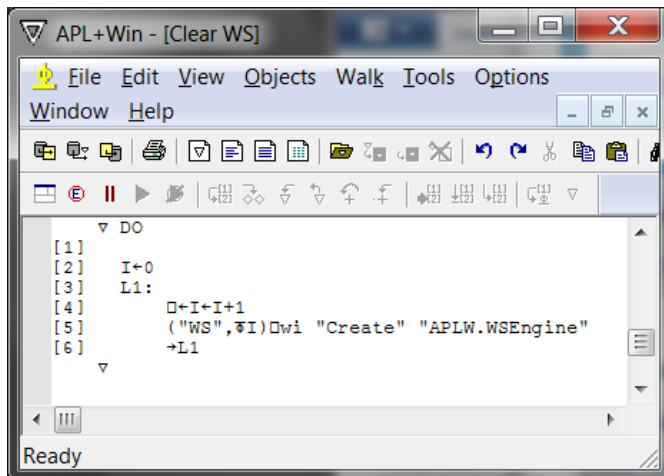 APL+Win - [Clear WS]
File Edit View Objects Walk Tools Options
Window Help
∇ DO
[1]
[2] I←0
[3] L1:
[4] ⎕←I←I+1
[5] ("WS",⍕I)⎕wi "Create" "APLW.WSEngine"
[6] →L1
∇
Ready